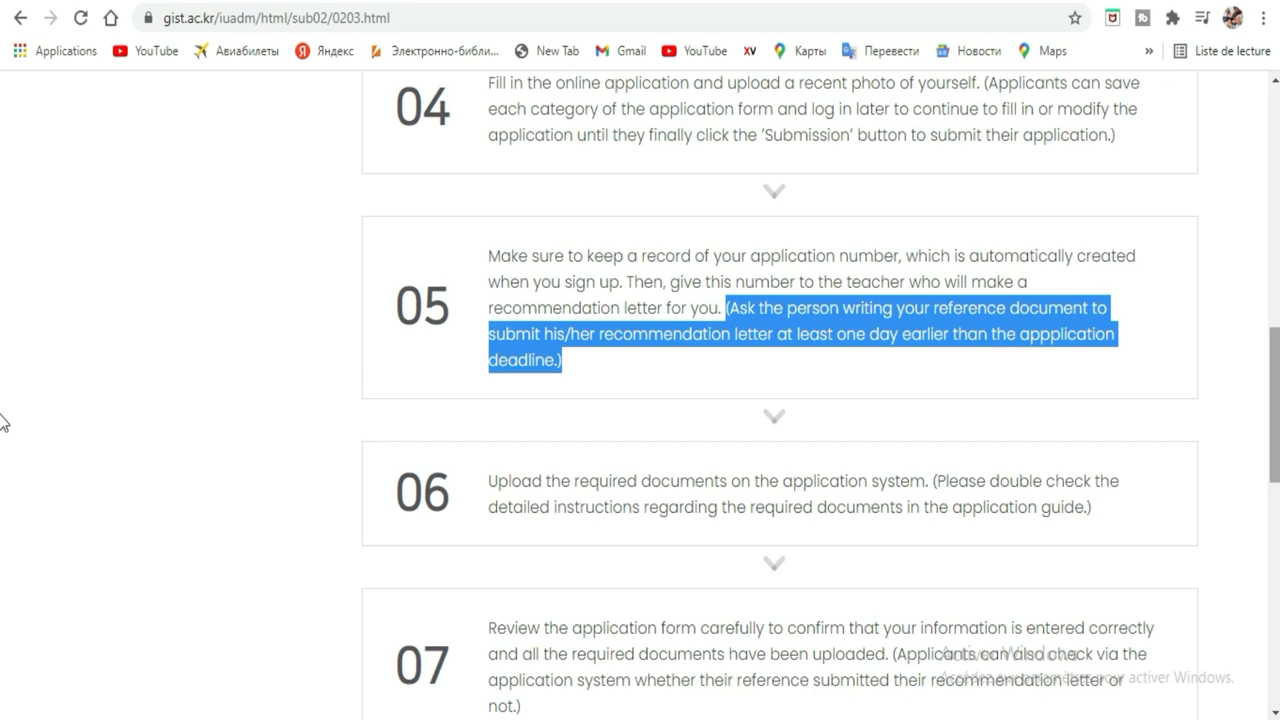 gist.ac.kr/iuadm/html/sub02/0203.html
Applications YouTube Авиабилеты Яндекс Электронно-библи... New Tab Gmail YouTube XV Карты Перевести Новости Maps » Liste de lecture
04
Fill in the online application and upload a recent photo of yourself. (Applicants can save
each category of the application form and log in later to continue to fill in or modify the
application until they finally click the ‘Submission’ button to submit their application.)
05
Make sure to keep a record of your application number, which is automatically created
when you sign up. Then, give this number to the teacher who will make a
recommendation letter for you. (Ask the person writing your reference document to
submit his/her recommendation letter at least one day earlier than the appplication
deadline.)
06
Upload the required documents on the application system. (Please double check the
detailed instructions regarding the required documents in the application guide.)
07
Review the application form carefully to confirm that your information is entered correctly
and all the required documents have been uploaded. (Applicants can also check via the
application system whether their reference submitted their recommendation letter or
not.)
Activer Windows
Accédez aux paramètres pour activer Windows.